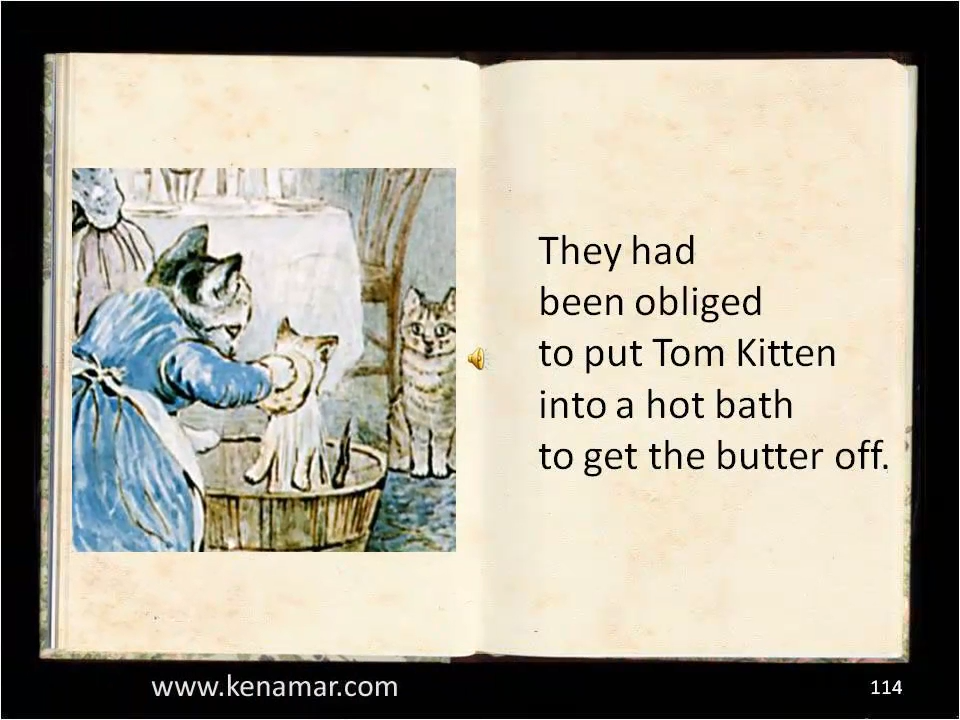 They had
been obliged
to put Tom Kitten
into a hot bath
to get the butter off.
www.kenamar.com
114